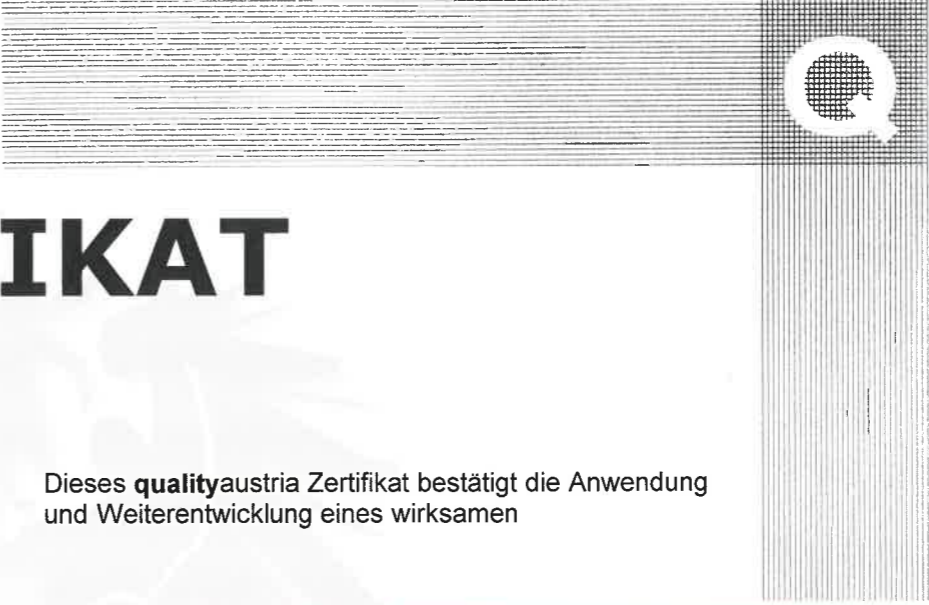 IKAT
Dieses qualityaustria Zertifikat bestätigt die Anwendung
und Weiterentwicklung eines wirksamen